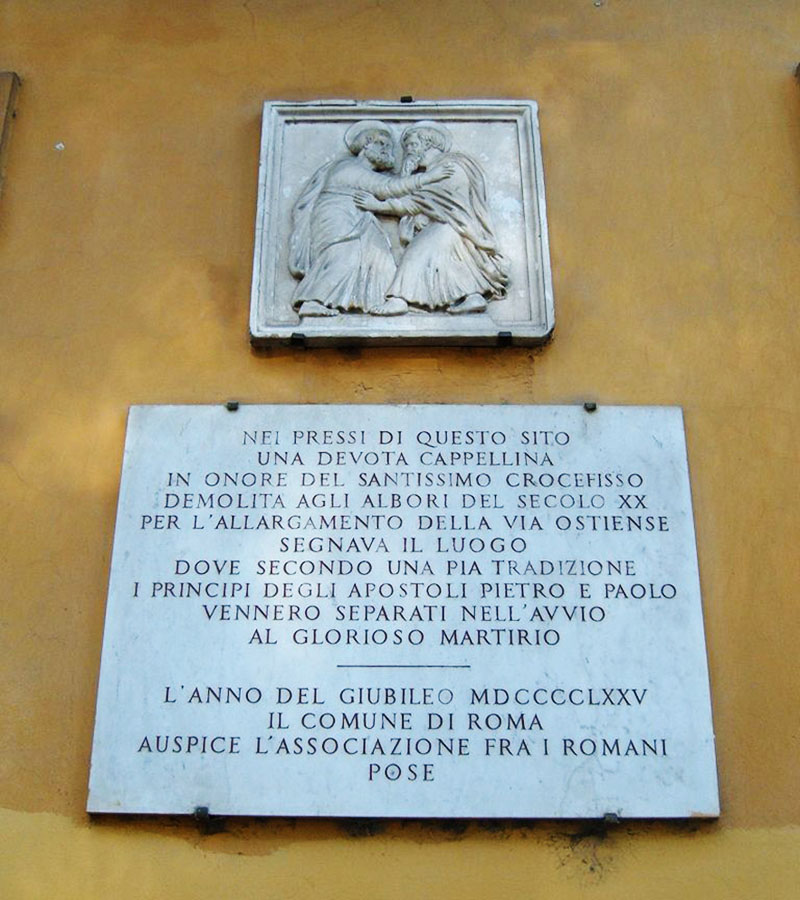 NEI PRESSI DI QUESTO SITO
UNA DEVOTA CAPPELLINA
IN ONORE DEL SANTISSIMO CROCEFISSO
DEMOLITA AGLI ALBORI DEL SECOLO XX
PER L'ALLARGAMENTO DELLA VIA OSTIENSE
SEGNAVA IL LUOGO
DOVE SECONDO UNA PIA TRADIZIONE
I PRINCIPI DEGLI APOSTOLI PIETRO E PAOLO
VENNERO SEPARATI NELL'AVVIO
AL GLORIOSO MARTIRIO
L'ANNO DEL GIUBILEO MDCCCCLXXV
IL COMUNE DI ROMA
AUSPICE L'ASSOCIAZIONE FRA I ROMANI
POSE